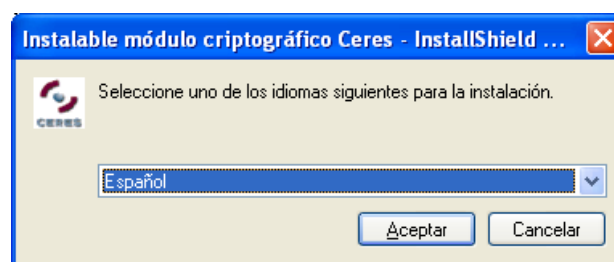 Instalable módulo criptográfico Ceres - InstallShield ...
Seleccione uno de los idiomas siguientes para la instalación.
CERES
Español
Aceptar
Cancelar